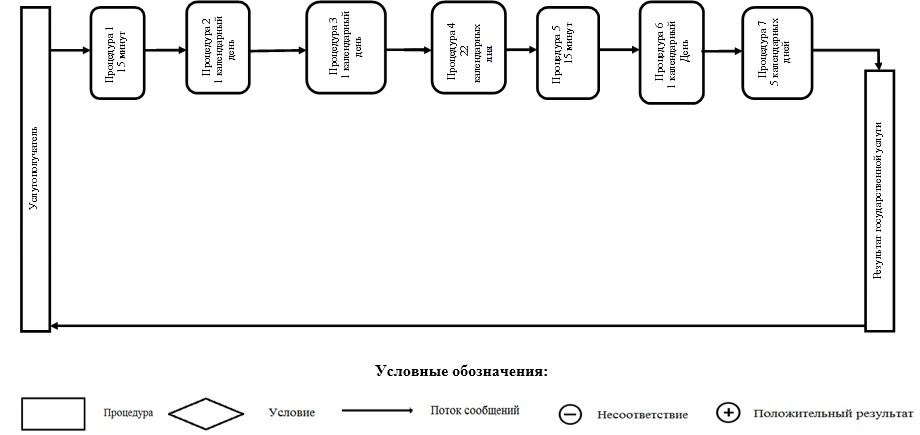 Услугополучатель
Процедура 1
15 минут
Процедура 2
1 календарный
день
Процедура 3
1 календарный
день
Процедура 4
22
календарных
дня
Процедура 5
15 минут
Процедура 6
1 календарный
День
Процедура 7
5 календарных
дней
Результат государственной услуги
Условные обозначения:
Процедура
Условие
Поток сообщений
Несоответствие
Положительный результат